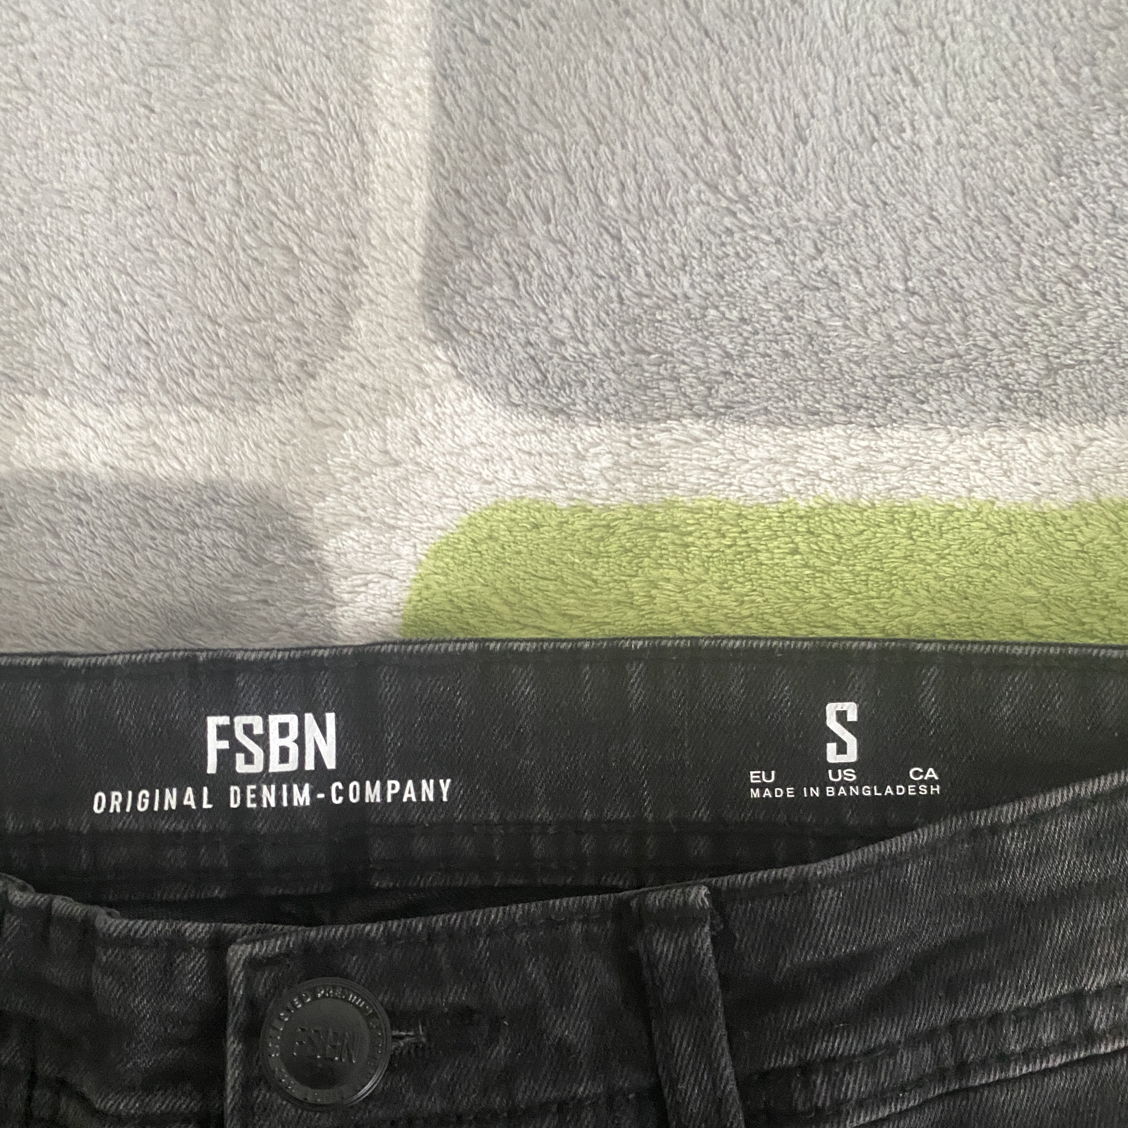 FSBN
ORIGINAL DENIM-COMPANY
S
EU US CA
MADE IN BANGLADESH
FSBN